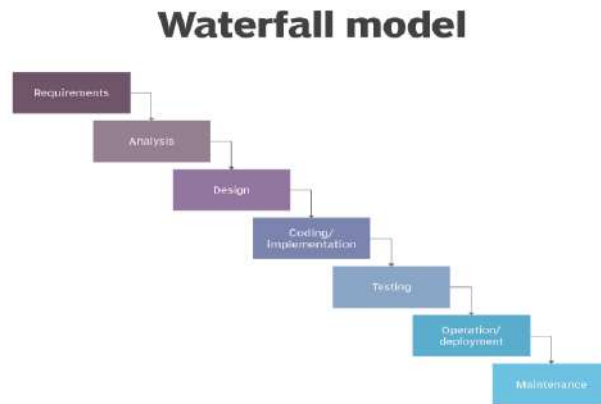 Waterfall model
Requirements
Analysis
Design
Coding/
implementation
Testing
Operation/
deployment
Maintenance